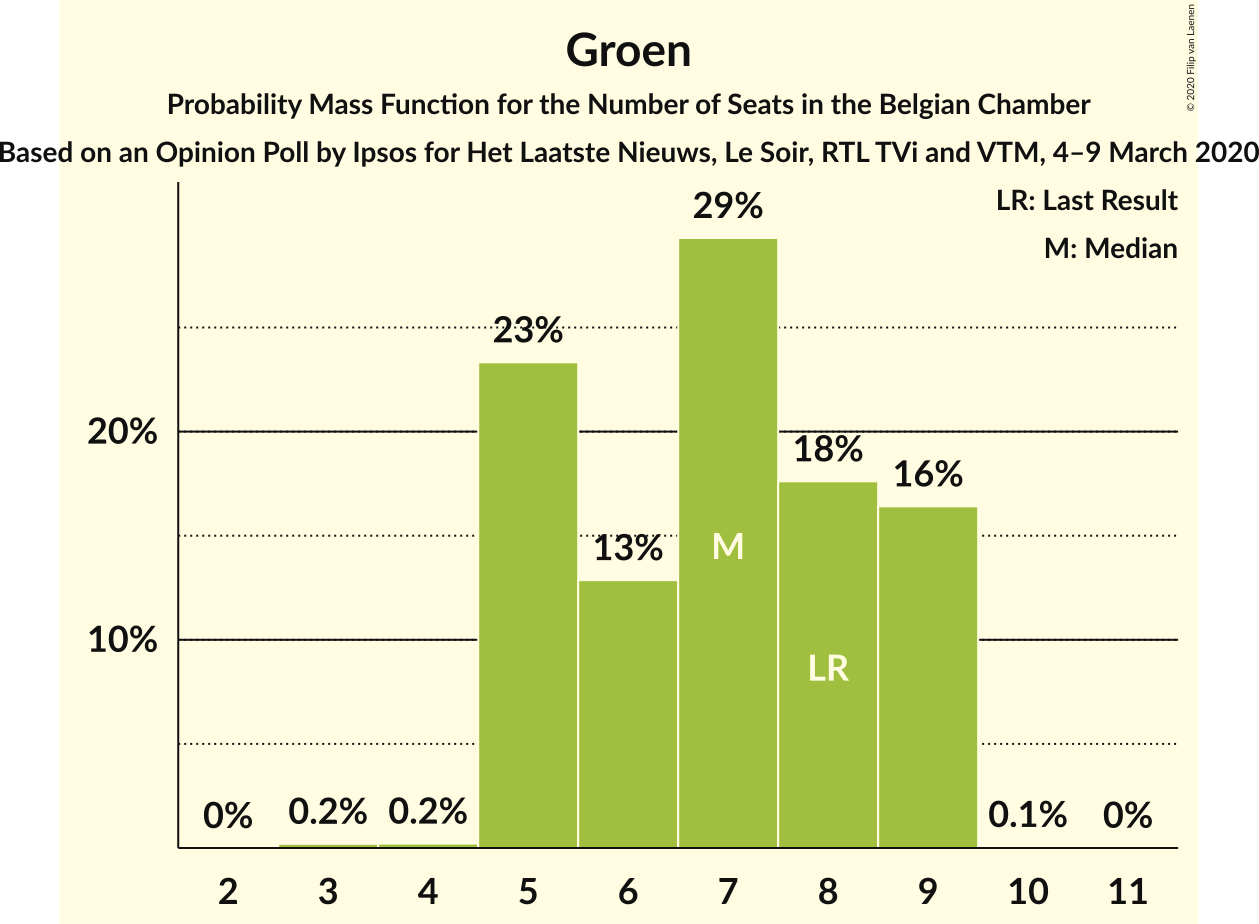 Groen
Probability Mass Function for the Number of Seats in the Belgian Chamber
Based on an Opinion Poll by Ipsos for Het Laatste Nieuws, Le Soir, RTL TVi and VTM, 4–9 March 2020
© 2020 Filip van Laenen
LR: Last Result
M: Median
29%
23%
20%
18%
16%
13%
M
10%
LR
0% 0.2% 0.2% 0.1% 0%
2 3 4 5 6 7 8 9 10 11